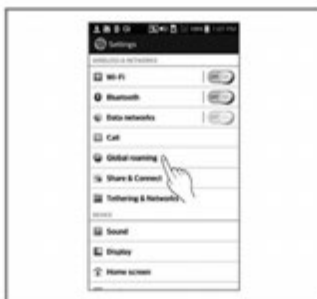 Settings
WIRELESS & NETWORKS
Wi-Fi
Bluetooth
Data networks
Call
Global roaming
Share & Connect
Tethering & Networks
DEVICE
Sound
Display
Home screen